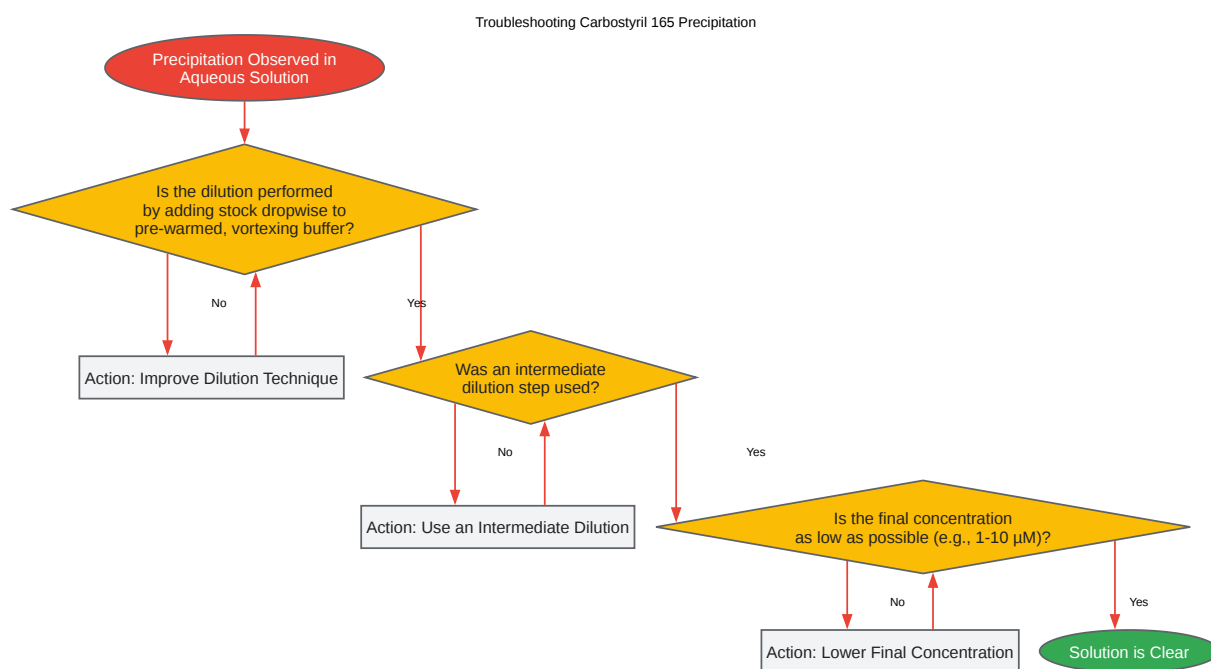 Troubleshooting Carbostyril 165 Precipitation
Precipitation Observed in
Aqueous Solution
Is the dilution performed
by adding stock dropwise to
pre-warmed, vortexing buffer?
No
Yes
Action: Improve Dilution Technique
Was an intermediate
dilution step used?
No
Yes
Action: Use an Intermediate Dilution
Is the final concentration
as low as possible (e.g., 1-10 µM)?
No
Yes
Action: Lower Final Concentration
Solution is Clear